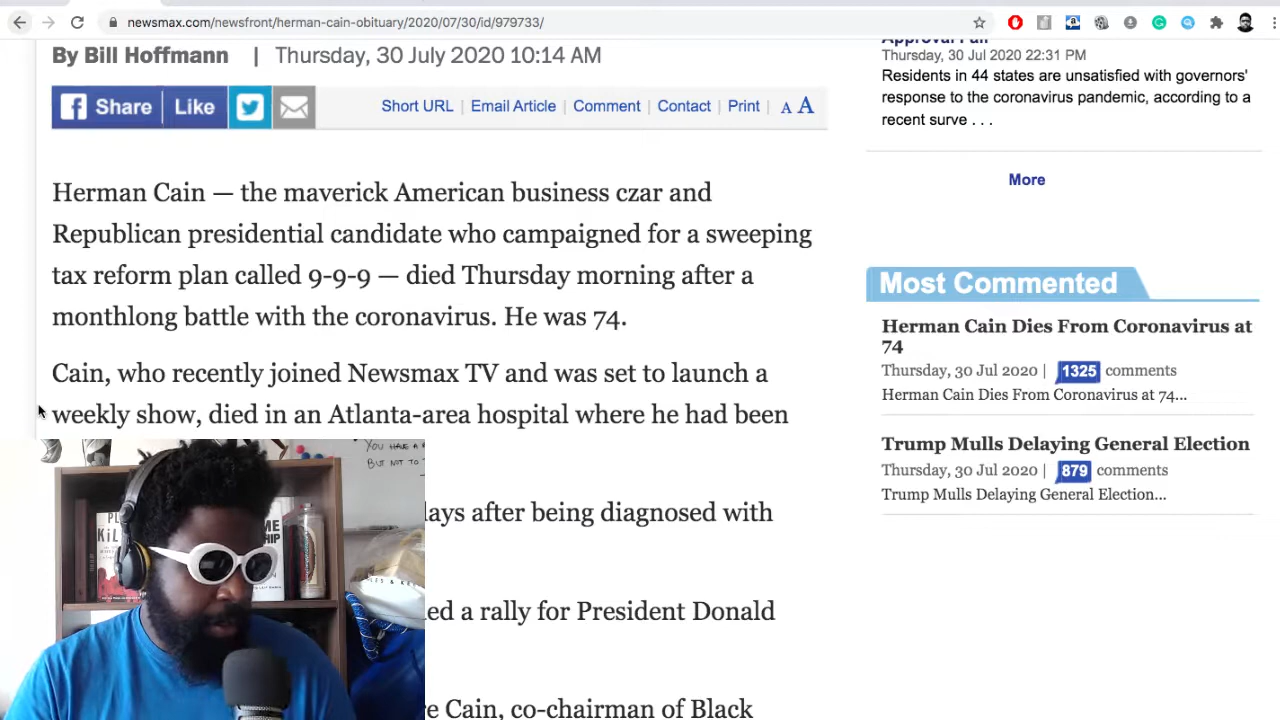 newsmax.com/newsfront/herman-cain-obituary/2020/07/30/id/979733/
By Bill Hoffmann | Thursday, 30 July 2020 10:14 AM
Share Like
Short URL | Email Article | Comment | Contact | Print | A A
Herman Cain — the maverick American business czar and
Republican presidential candidate who campaigned for a sweeping
tax reform plan called 9-9-9 — died Thursday morning after a
monthlong battle with the coronavirus. He was 74.
Cain, who recently joined Newsmax TV and was set to launch a
weekly show, died in an Atlanta-area hospital where he had been
days after being diagnosed with
a rally for President Donald
Cain, co-chairman of Black
Approval Fall
Thursday, 30 Jul 2020 22:31 PM
Residents in 44 states are unsatisfied with governors'
response to the coronavirus pandemic, according to a
recent surve . . .
More
Most Commented
Herman Cain Dies From Coronavirus at
74
Thursday, 30 Jul 2020 | 1325 comments
Herman Cain Dies From Coronavirus at 74...
Trump Mulls Delaying General Election
Thursday, 30 Jul 2020 | 879 comments
Trump Mulls Delaying General Election...
YOU HAVE A
BUT NOT TO